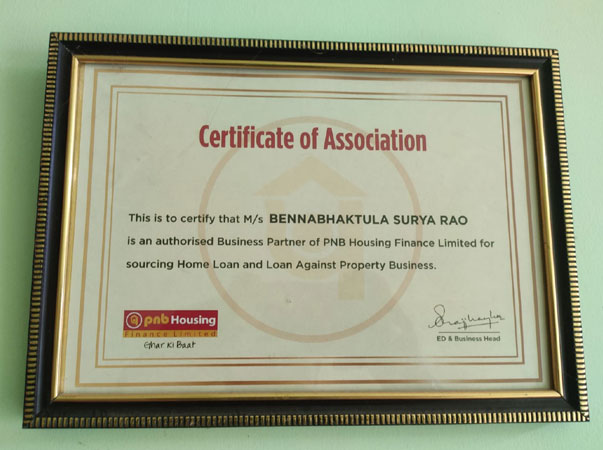 Certificate of Association
This is to certify that M/s BENNABHAKTULA SURYA RAO
is an authorised Business Partner of PNB Housing Finance Limited for
sourcing Home Loan and Loan Against Property Business.
pnb Housing
Finance Limited
Ghar Ki Baat
ED & Business Head